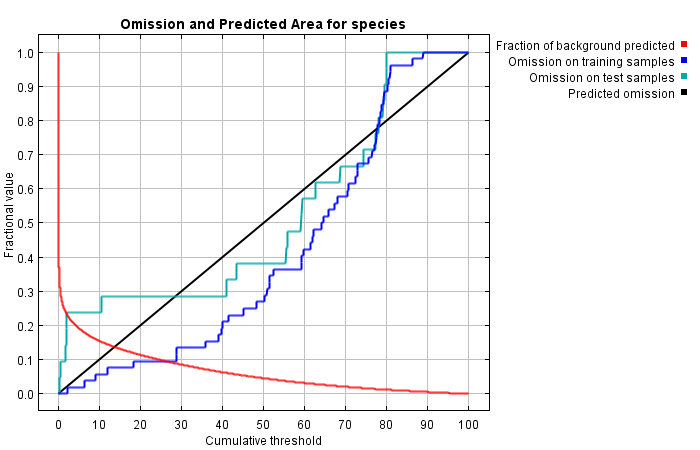 Omission and Predicted Area for species
Fraction of background predicted
Omission on training samples
Omission on test samples
Predicted omission
Fractional value
1.0
0.9
0.8
0.7
0.6
0.5
0.4
0.3
0.2
0.1
0.0
0 10 20 30 40 50 60 70 80 90 100
Cumulative threshold